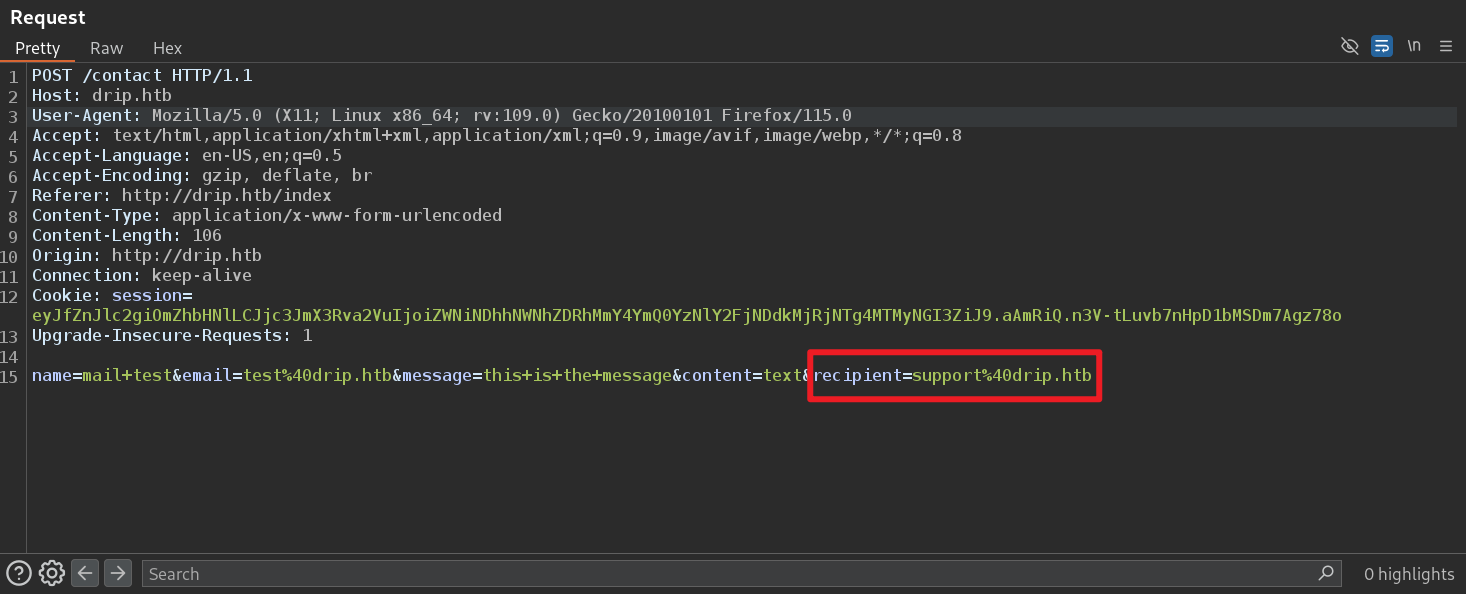 Request
Pretty Raw Hex \n
1 POST /contact HTTP/1.1
2 Host: drip.htb
3 User-Agent: Mozilla/5.0 (X11; Linux x86_64; rv:109.0) Gecko/20100101 Firefox/115.0
4 Accept: text/html,application/xhtml+xml,application/xml;q=0.9,image/avif,image/webp,*/*;q=0.8
5 Accept-Language: en-US,en;q=0.5
6 Accept-Encoding: gzip, deflate, br
7 Referer: http://drip.htb/index
8 Content-Type: application/x-www-form-urlencoded
9 Content-Length: 106
10 Origin: http://drip.htb
11 Connection: keep-alive
12 Cookie: session=
eyJfZnJlc2giOmZhbHNlLCJjc3JmX3Rva2VuIjoiZWNiNDhhNWNhZDRhMmY4YmQ0YzNlY2FjNDdkMjRjNTg4MTMyNGI3ZiJ9.aAmRiQ.n3V-tLuvb7nHpD1bMSDm7Agz78o
13 Upgrade-Insecure-Requests: 1
14
15 name=mail+test&email=test%40drip.htb&message=this+is+the+message&content=text&recipient=support%40drip.htb
Search 0 highlights